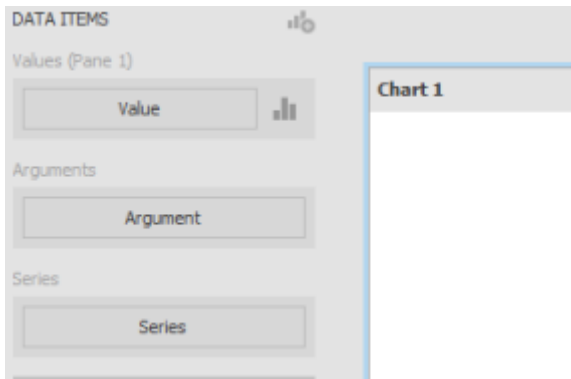 DATA ITEMS
Values (Pane 1)
Value
Arguments
Argument
Series
Series
Chart 1